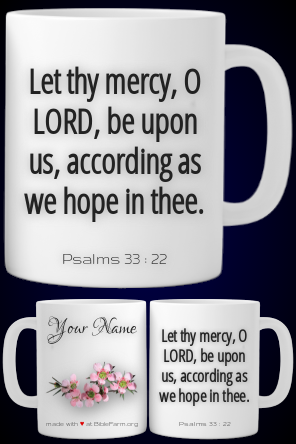 Let thy mercy, O
LORD, be upon
us, according as
we hope in thee.
Psalms 33 : 22
Your Name
made with ♥ at BibleFarm.org
Let thy mercy, O
LORD, be upon
us, according as
we hope in thee.
Psalms 33 : 22